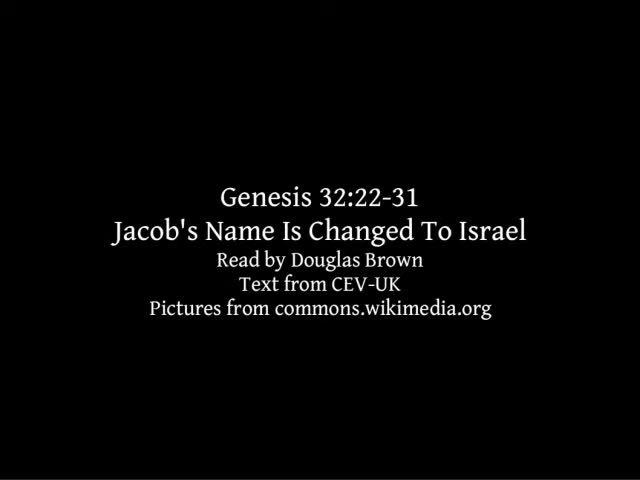 Genesis 32:22-31
Jacob's Name Is Changed To Israel
Read by Douglas Brown
Text from CEV-UK
Pictures from commons.wikimedia.org